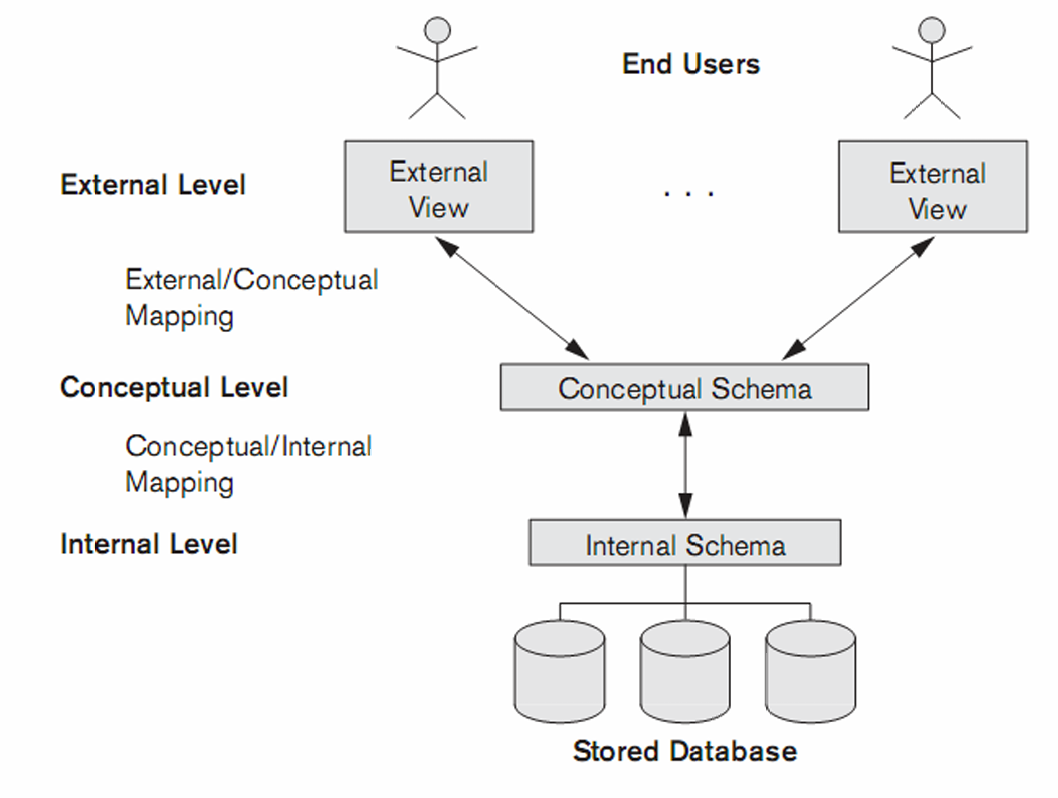 End Users
External Level
External
View
. . .
External
View
External/Conceptual
Mapping
Conceptual Level
Conceptual Schema
Conceptual/Internal
Mapping
Internal Level
Internal Schema
Stored Database